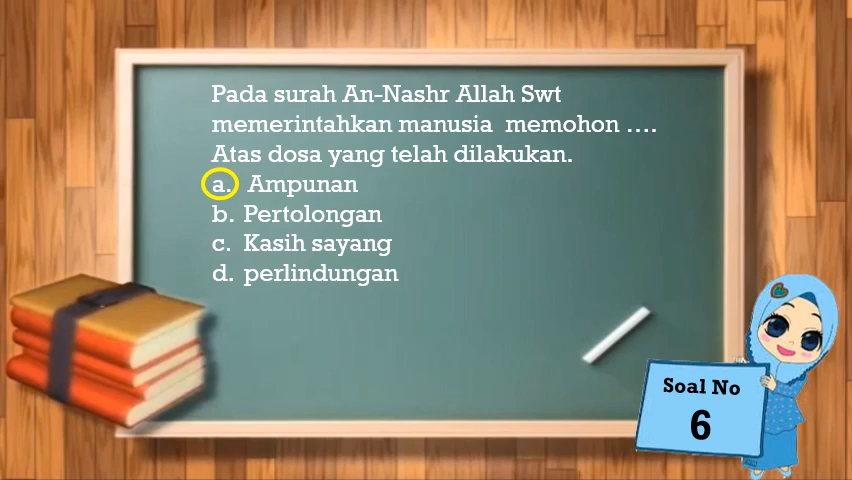 Pada surah An-Nashr Allah Swt
memerintahkan manusia memohon ....
Atas dosa yang telah dilakukan.
a. Ampunan
b. Pertolongan
c. Kasih sayang
d. perlindungan
Soal No
6